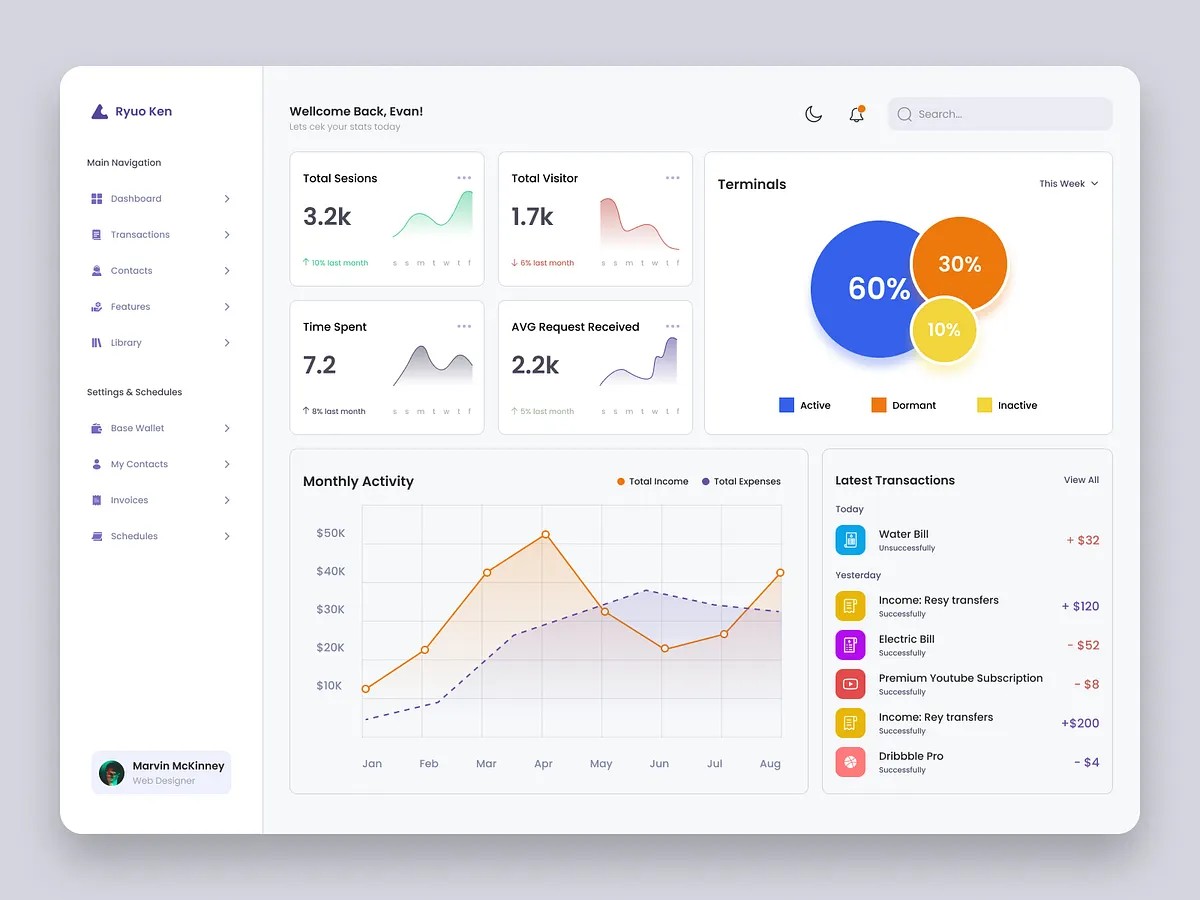 Ryuo Ken
Main Navigation
Dashboard
Transactions
Contacts
Features
Library
Settings & Schedules
Base Wallet
My Contacts
Invoices
Schedules
Marvin McKinney
Web Designer
Wellcome Back, Evan!
Lets cek your stats today
Search...
Total Sesions
3.2k
10% last month
s s m t w t f
Total Visitor
1.7k
6% last month
s s m t w t f
Time Spent
7.2
8% last month
s s m t w t f
AVG Request Received
2.2k
5% last month
s s m t w t f
Terminals
This Week
60%
30%
10%
Active
Dormant
Inactive
Monthly Activity
Total Income
Total Expenses
$50K
$40K
$30K
$20K
$10K
Jan Feb Mar Apr May Jun Jul Aug
Latest Transactions
View All
Today
Water Bill
Unsuccessfully
+ $32
Yesterday
Income: Resy transfers
Successfully
+ $120
Electric Bill
Successfully
- $52
Premium Youtube Subscription
Successfully
- $8
Income: Rey transfers
Successfully
+$200
Dribbble Pro
Successfully
- $4